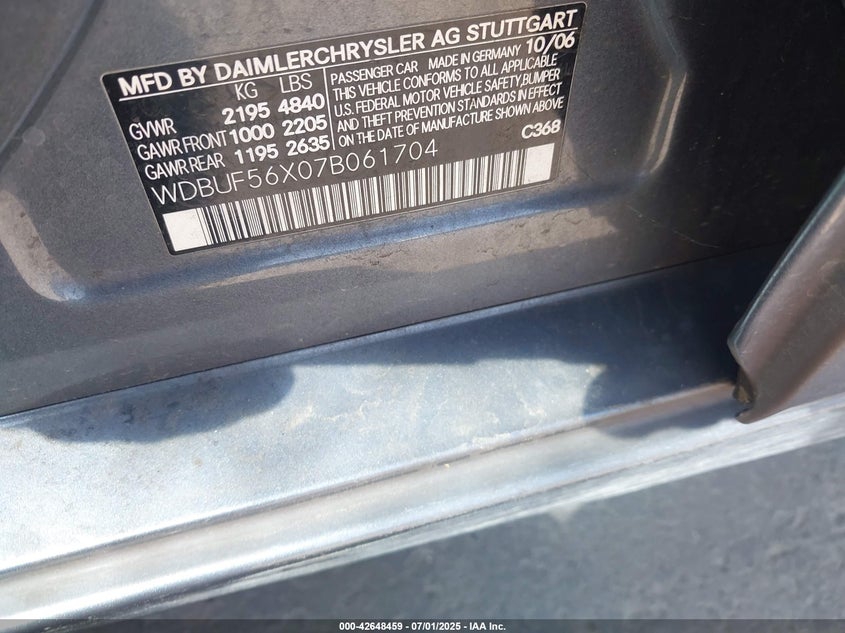 MFD BY DAIMLERCHRYSLER AG STUTTGART
KG LBS
GVWR 2195 4840
GAWR FRONT 1000 2205
GAWR REAR 1195 2635
PASSENGER CAR MADE IN GERMANY 10/06
THIS VEHICLE CONFORMS TO ALL APPLICABLE
U.S. FEDERAL MOTOR VEHICLE SAFETY, BUMPER
AND THEFT PREVENTION STANDARDS IN EFFECT
ON THE DATE OF MANUFACTURE SHOWN ABOVE
C368
WDBUF56X07B061704
000-42648459 - 07/01/2025 - IAA Inc.